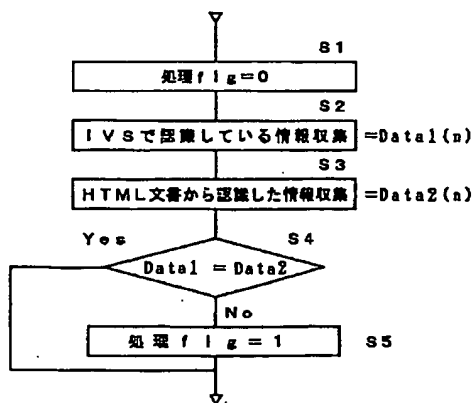 S1
処理flg=0
S2
IVSで認識している情報収集 =Data1(n)
S3
HTML文書から認識した情報収集 =Data2(n)
Yes S4
Data1 = Data2
No
処理flg=1 S5